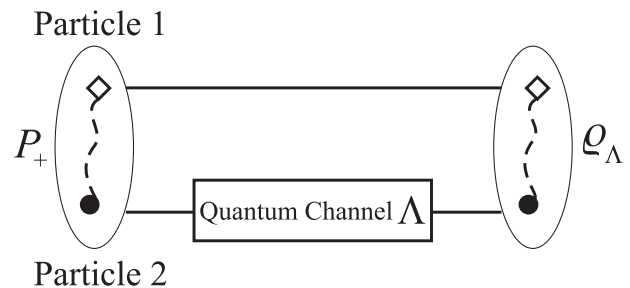 Particle 1
P+
Quantum Channel Λ
ϱΛ
Particle 2